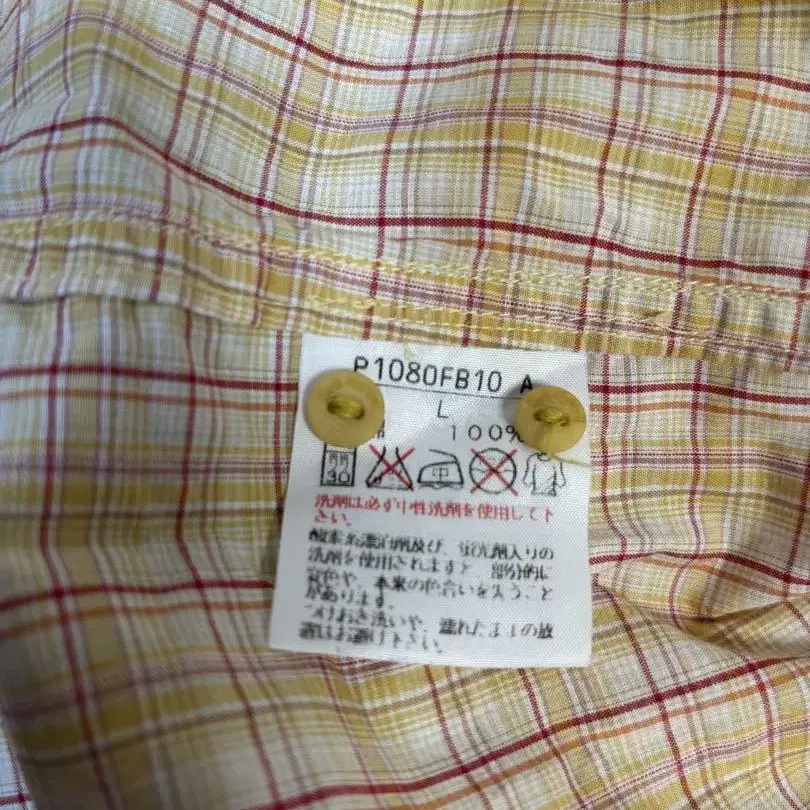 P1080FB10 A
L
綿 100%
30 中
洗剤は必ず中性洗剤を使用して下
さい。
酸素系漂白剤及び、蛍光剤入りの
洗剤を使用されますと、部分的に
変色や、本来の色合いを失うこと
があります。
つけおき洗いや、濡れたままの放
置はお避け下さい。